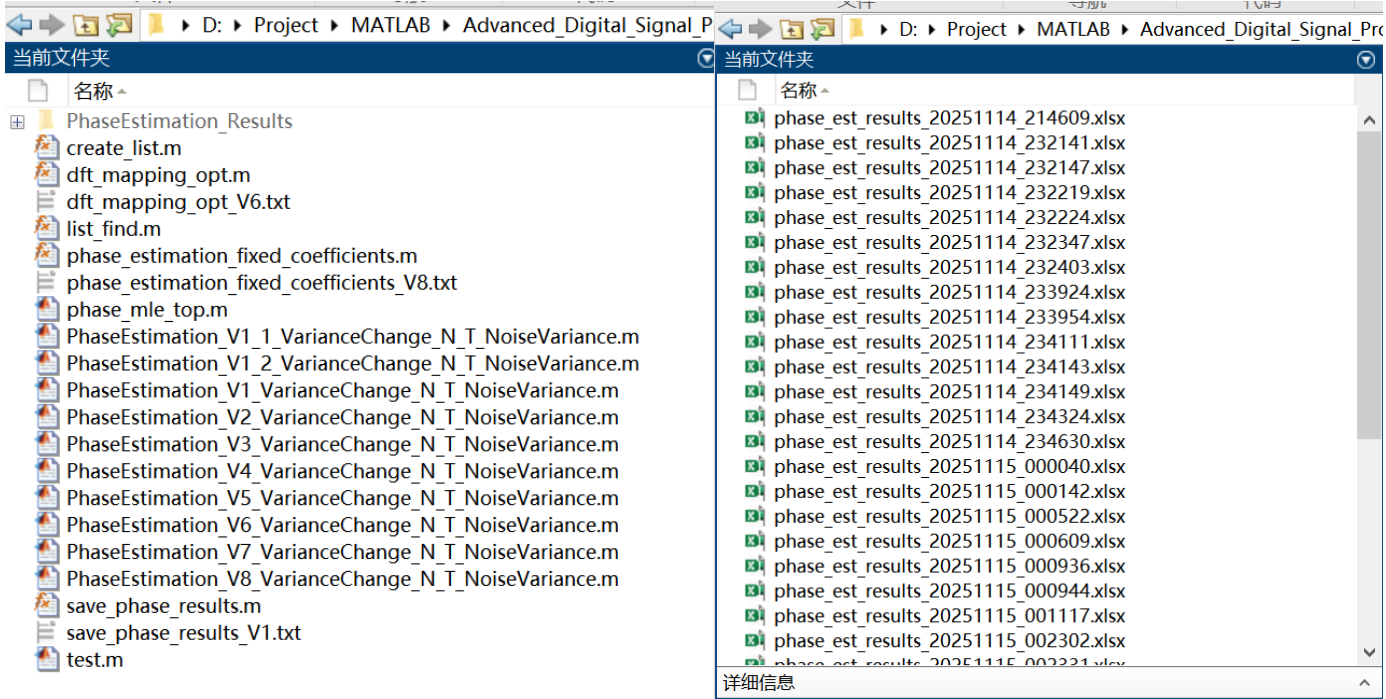 D: Project MATLAB Advanced_Digital_Signal_P
当前文件夹
名称
PhaseEstimation_Results
create_list.m
dft_mapping_opt.m
dft_mapping_opt_V6.txt
list_find.m
phase_estimation_fixed_coefficients.m
phase_estimation_fixed_coefficients_V8.txt
phase_mle_top.m
PhaseEstimation_V1_1_VarianceChange_N_T_NoiseVariance.m
PhaseEstimation_V1_2_VarianceChange_N_T_NoiseVariance.m
PhaseEstimation_V1_VarianceChange_N_T_NoiseVariance.m
PhaseEstimation_V2_VarianceChange_N_T_NoiseVariance.m
PhaseEstimation_V3_VarianceChange_N_T_NoiseVariance.m
PhaseEstimation_V4_VarianceChange_N_T_NoiseVariance.m
PhaseEstimation_V5_VarianceChange_N_T_NoiseVariance.m
PhaseEstimation_V6_VarianceChange_N_T_NoiseVariance.m
PhaseEstimation_V7_VarianceChange_N_T_NoiseVariance.m
PhaseEstimation_V8_VarianceChange_N_T_NoiseVariance.m
save_phase_results.m
save_phase_results_V1.txt
test.m
D: Project MATLAB Advanced_Digital_Signal_Pro
当前文件夹
名称
phase_est_results_20251114_214609.xlsx
phase_est_results_20251114_232141.xlsx
phase_est_results_20251114_232147.xlsx
phase_est_results_20251114_232219.xlsx
phase_est_results_20251114_232224.xlsx
phase_est_results_20251114_232347.xlsx
phase_est_results_20251114_232403.xlsx
phase_est_results_20251114_233924.xlsx
phase_est_results_20251114_233954.xlsx
phase_est_results_20251114_234111.xlsx
phase_est_results_20251114_234143.xlsx
phase_est_results_20251114_234149.xlsx
phase_est_results_20251114_234324.xlsx
phase_est_results_20251114_234630.xlsx
phase_est_results_20251115_000040.xlsx
phase_est_results_20251115_000142.xlsx
phase_est_results_20251115_000522.xlsx
phase_est_results_20251115_000609.xlsx
phase_est_results_20251115_000936.xlsx
phase_est_results_20251115_000944.xlsx
phase_est_results_20251115_001117.xlsx
phase_est_results_20251115_002302.xlsx
phase_est_results_20251115_002331.xlsx
详细信息